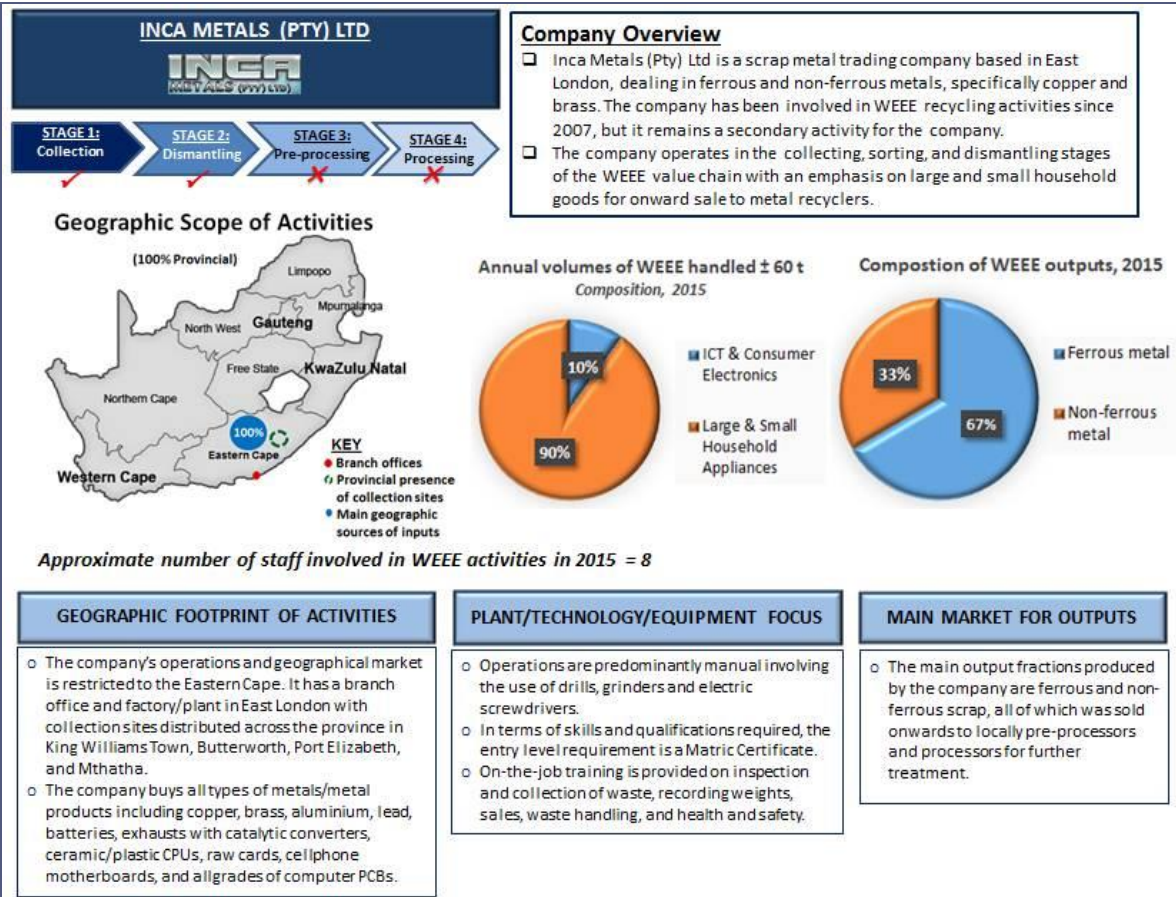 INCA METALS (PTY) LTD
INCA
METALS (PTY) LTD)
STAGE 1:
Collection
STAGE 2:
Dismantling
STAGE 3:
Pre-processing
STAGE 4:
Processing
Company Overview
Inca Metals (Pty) Ltd is a scrap metal trading company based in East
London, dealing in ferrous and non-ferrous metals, specifically copper and
brass. The company has been involved in WEEE recycling activities since
2007, but it remains a secondary activity for the company.
The company operates in the collecting, sorting, and dismantling stages
of the WEEE value chain with an emphasis on large and small household
goods for onward sale to metal recyclers.
Geographic Scope of Activities
(100% Provincial)
Limpopo
Mpumalanga
North West
Gauteng
Free State
KwaZulu Natal
Northern Cape
100%
Eastern Cape
Western Cape
KEY
Branch offices
Provincial presence
of collection sites
Main geographic
sources of inputs
Annual volumes of WEEE handled ± 60 t
Composition, 2015
10%
90%
ICT & Consumer
Electronics
Large & Small
Household
Appliances
Compostion of WEEE outputs, 2015
33%
67%
Ferrous metal
Non-ferrous
metal
Approximate number of staff involved in WEEE activities in 2015 = 8
GEOGRAPHIC FOOTPRINT OF ACTIVITIES
The company's operations and geographical market
is restricted to the Eastern Cape. It has a branch
office and factory/plant in East London with
collection sites distributed across the province in
King Williams Town, Butterworth, Port Elizabeth,
and Mthatha.
The company buys all types of metals/metal
products including copper, brass, aluminium, lead,
batteries, exhausts with catalytic converters,
ceramic/plastic CPUs, raw cards, cellphone
motherboards, and allgrades of computer PCBs.
PLANT/TECHNOLOGY/EQUIPMENT FOCUS
Operations are predominantly manual involving
the use of drills, grinders and electric
screwdrivers.
In terms of skills and qualifications required, the
entry level requirement is a Matric Certificate.
On-the-job training is provided on inspection
and collection of waste, recording weights,
sales, waste handling, and health and safety.
MAIN MARKET FOR OUTPUTS
The main output fractions produced
by the company are ferrous and non-
ferrous scrap, all of which was sold
onwards to locally pre-processors
and processors for further
treatment.